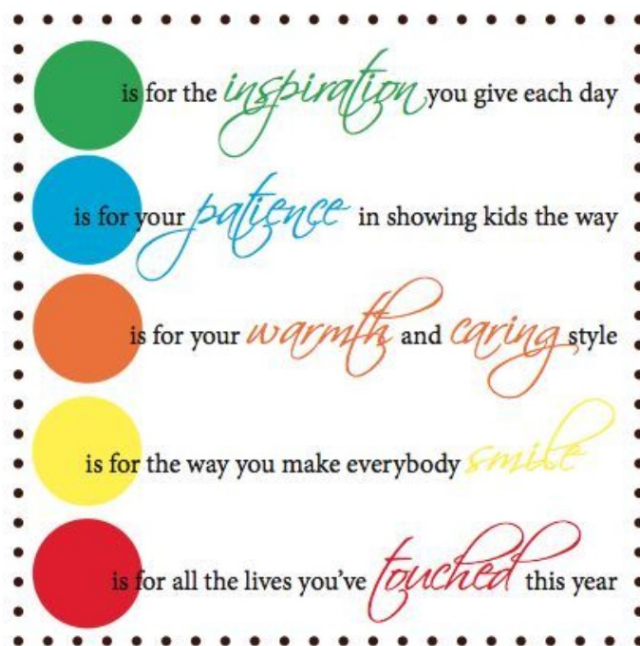 is for the inspiration you give each day
is for your patience in showing kids the way
is for your warmth and caring style
is for the way you make everybody smile
is for all the lives you've touched this year